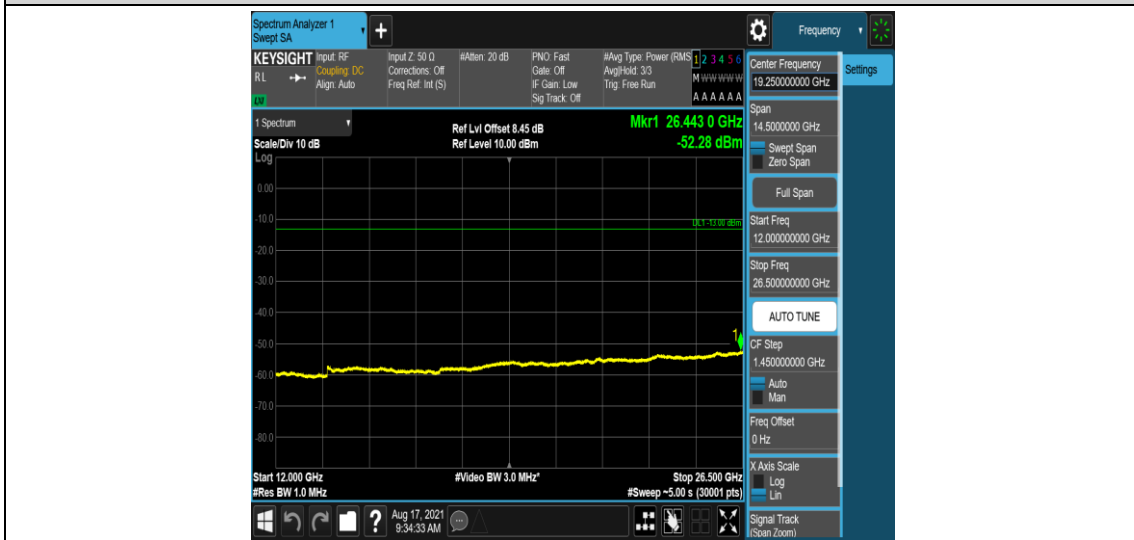 Spectrum Analyzer 1
Swept SA
Frequency
KEYSIGHT
RL
Input: RF
Coupling: DC
Align: Auto
Input Z: 50 Ω
Corrections: Off
Freq Ref: Int (S)
#Atten: 20 dB
PNO: Fast
Gate: Off
IF Gain: Low
Sig Track: Off
#Avg Type: Power (RMS
Avg|Hold: 3/3
Trig: Free Run
1 2 3 4 5 6
M W W W W W
A A A A A A
Center Frequency
19.250000000 GHz
Settings
Span
14.5000000 GHz
Swept Span
Zero Span
Full Span
Start Freq
12.000000000 GHz
Stop Freq
26.500000000 GHz
AUTO TUNE
CF Step
1.450000000 GHz
Auto
Man
Freq Offset
0 Hz
X Axis Scale
Log
Lin
Signal Track
(Span Zoom)
1 Spectrum
Scale/Div 10 dB
Log
Ref Lvl Offset 8.45 dB
Ref Level 10.00 dBm
Mkr1 26.443 0 GHz
-52.28 dBm
0.00
-10.0
DL1 -13.00 dBm
-20.0
-30.0
-40.0
1
-50.0
-60.0
-70.0
-80.0
Start 12.000 GHz
#Video BW 3.0 MHz*
Stop 26.500 GHz
#Res BW 1.0 MHz
#Sweep ~5.00 s (30001 pts)
Aug 17, 2021
9:34:33 AM